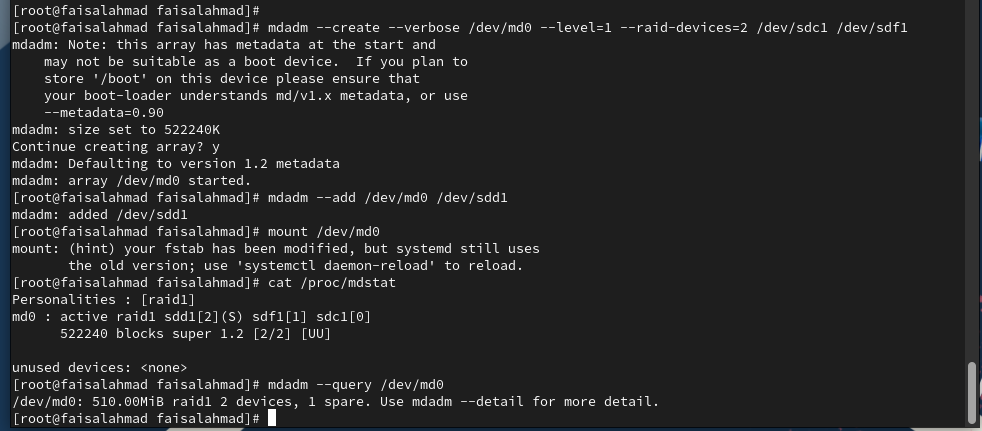 [root@faisalahmad faisalahmad]#
[root@faisalahmad faisalahmad]# mdadm --create --verbose /dev/md0 --level=1 --raid-devices=2 /dev/sdc1 /dev/sdf1
mdadm: Note: this array has metadata at the start and
    may not be suitable as a boot device.  If you plan to
    store '/boot' on this device please ensure that
    your boot-loader understands md/v1.x metadata, or use
    --metadata=0.90
mdadm: size set to 522240K
Continue creating array? y
mdadm: Defaulting to version 1.2 metadata
mdadm: array /dev/md0 started.
[root@faisalahmad faisalahmad]# mdadm --add /dev/md0 /dev/sdd1
mdadm: added /dev/sdd1
[root@faisalahmad faisalahmad]# mount /dev/md0
mount: (hint) your fstab has been modified, but systemd still uses
       the old version; use 'systemctl daemon-reload' to reload.
[root@faisalahmad faisalahmad]# cat /proc/mdstat
Personalities : [raid1]
md0 : active raid1 sdd1[2](S) sdf1[1] sdc1[0]
      522240 blocks super 1.2 [2/2] [UU]

unused devices: <none>
[root@faisalahmad faisalahmad]# mdadm --query /dev/md0
/dev/md0: 510.00MiB raid1 2 devices, 1 spare. Use mdadm --detail for more detail.
[root@faisalahmad faisalahmad]#